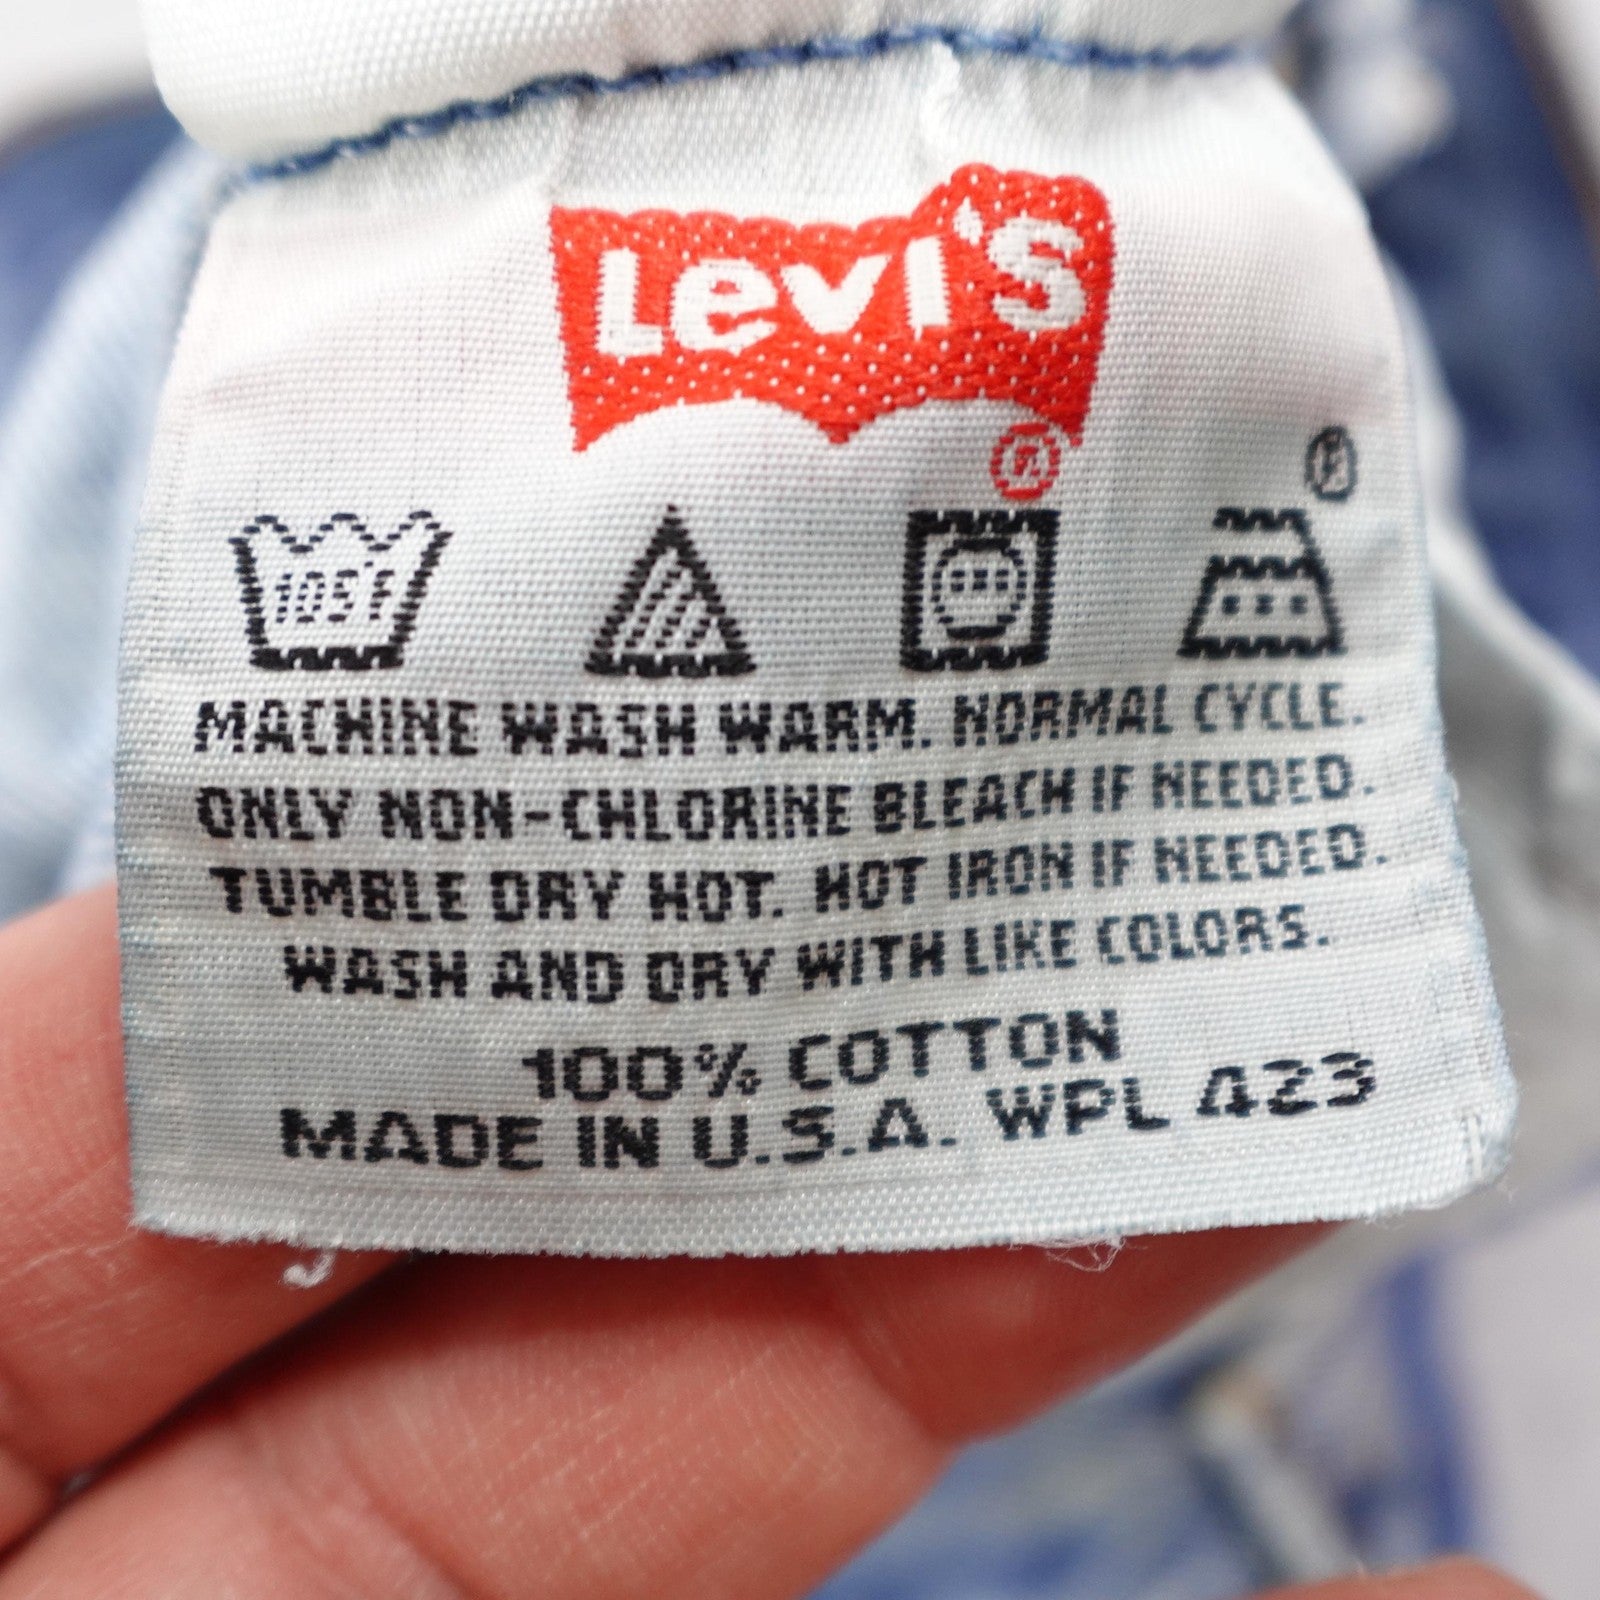 Levi's
®
®
105°F
MACHINE WASH WARM. NORMAL CYCLE.
ONLY NON-CHLORINE BLEACH IF NEEDED.
TUMBLE DRY HOT. HOT IRON IF NEEDED.
WASH AND DRY WITH LIKE COLORS.
100% COTTON
MADE IN U.S.A. WPL 423